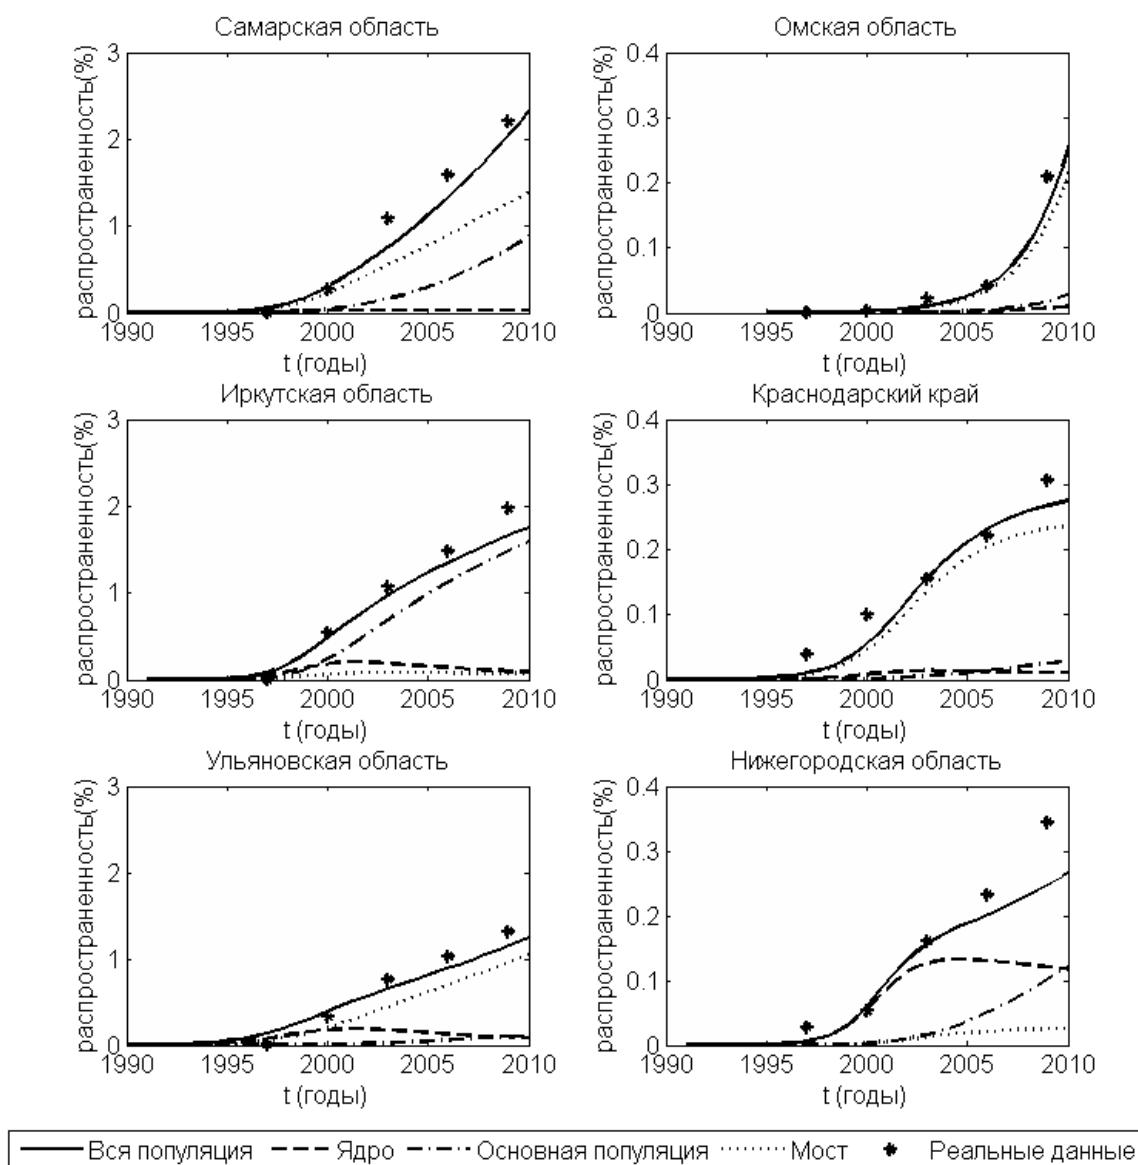 Самарская область
распространенность(%)
3
2
1
0
1990 1995 2000 2005 2010
t (годы)
Омская область
распространенность(%)
0.4
0.3
0.2
0.1
0
1990 1995 2000 2005 2010
t (годы)
Иркутская область
распространенность(%)
3
2
1
0
1990 1995 2000 2005 2010
t (годы)
Краснодарский край
распространенность(%)
0.4
0.3
0.2
0.1
0
1990 1995 2000 2005 2010
t (годы)
Ульяновская область
распространенность(%)
3
2
1
0
1990 1995 2000 2005 2010
t (годы)
Нижегородская область
распространенность(%)
0.4
0.3
0.2
0.1
0
1990 1995 2000 2005 2010
t (годы)
Вся популяция Ядро Основная популяция Мост Реальные данные